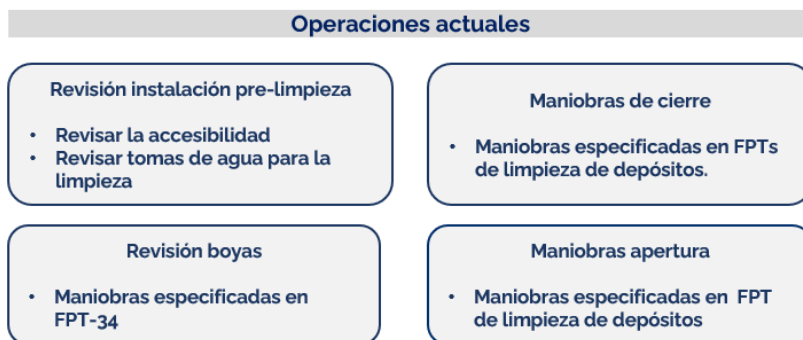 Operaciones actuales
Revisión instalación pre-limpieza
• Revisar la accesibilidad
• Revisar tomas de agua para la
limpieza
Maniobras de cierre
• Maniobras especificadas en FPTs
de limpieza de depósitos.
Revisión boyas
• Maniobras especificadas en
FPT-34
Maniobras apertura
• Maniobras especificadas en FPT
de limpieza de depósitos